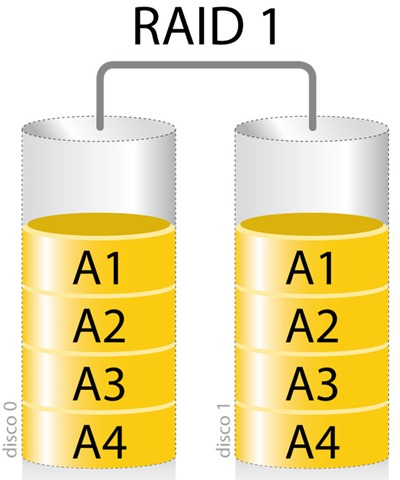 RAID 1
A1
A2
A3
A4
disco 0
A1
A2
A3
A4
disco 1